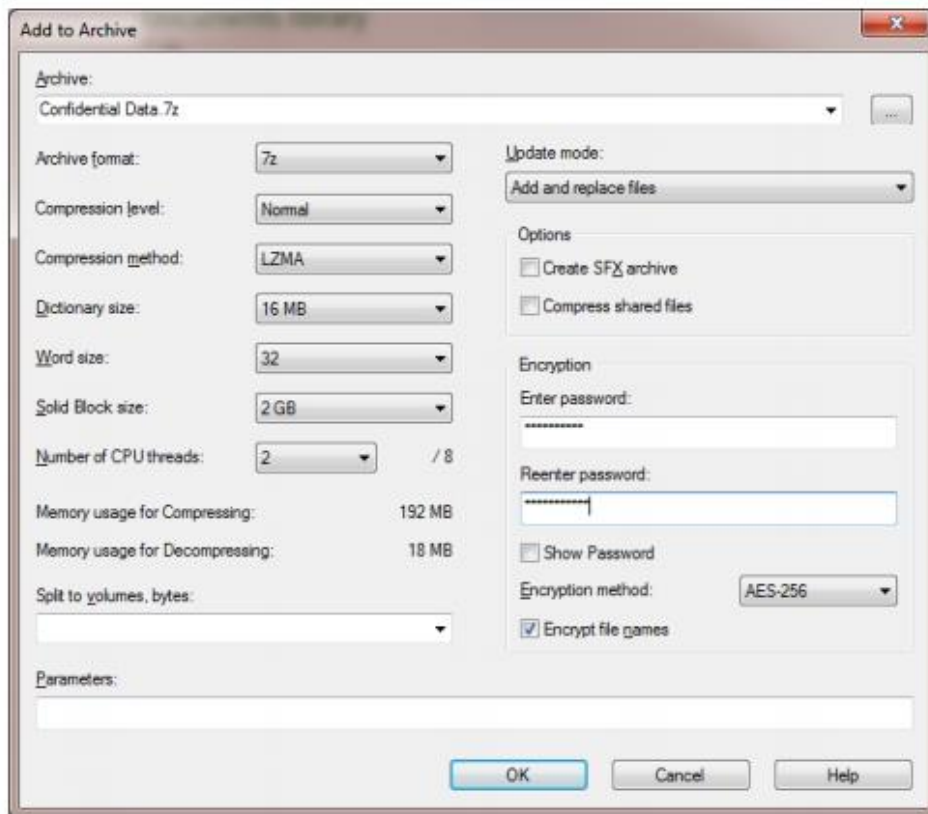 Documents library
Add to Archive
Archive:
Confidential Data.7z
...
Archive format:
7z
Compression level:
Normal
Compression method:
LZMA
Dictionary size:
16 MB
Word size:
32
Solid Block size:
2 GB
Number of CPU threads:
2
/ 8
Memory usage for Compressing:
192 MB
Memory usage for Decompressing:
18 MB
Split to volumes, bytes:
Update mode:
Add and replace files
Options
Create SFX archive
Compress shared files
Encryption
Enter password:
**********
Reenter password:
***********
Show Password
Encryption method:
AES-256
Encrypt file names
Parameters:
OK
Cancel
Help